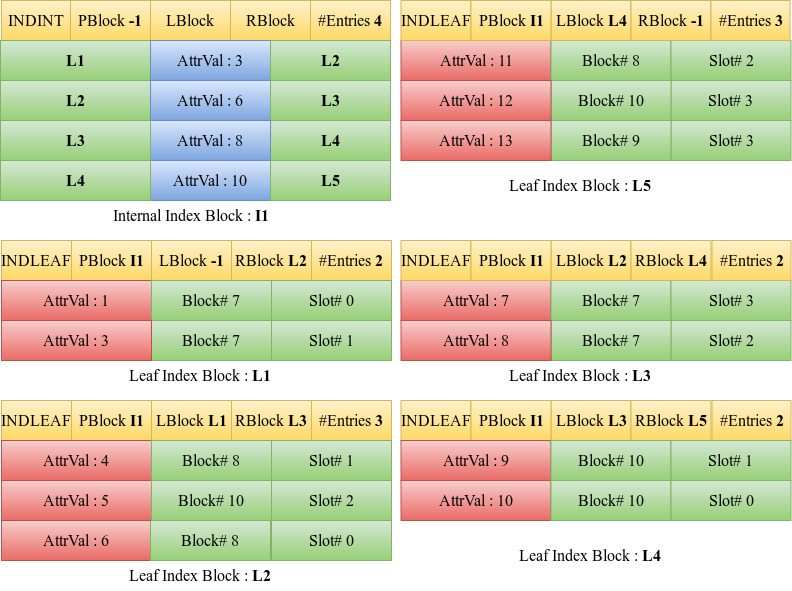 INDINT PBlock -1 LBlock RBlock #Entries 4
L1 AttrVal : 3 L2
L2 AttrVal : 6 L3
L3 AttrVal : 8 L4
L4 AttrVal : 10 L5
Internal Index Block : I1
INDLEAF PBlock I1 LBlock L4 RBlock -1 #Entries 3
AttrVal : 11 Block# 8 Slot# 2
AttrVal : 12 Block# 10 Slot# 3
AttrVal : 13 Block# 9 Slot# 3
Leaf Index Block : L5
INDLEAF PBlock I1 LBlock -1 RBlock L2 #Entries 2
AttrVal : 1 Block# 7 Slot# 0
AttrVal : 3 Block# 7 Slot# 1
Leaf Index Block : L1
INDLEAF PBlock I1 LBlock L2 RBlock L4 #Entries 2
AttrVal : 7 Block# 7 Slot# 3
AttrVal : 8 Block# 7 Slot# 2
Leaf Index Block : L3
INDLEAF PBlock I1 LBlock L1 RBlock L3 #Entries 3
AttrVal : 4 Block# 8 Slot# 1
AttrVal : 5 Block# 10 Slot# 2
AttrVal : 6 Block# 8 Slot# 0
Leaf Index Block : L2
INDLEAF PBlock I1 LBlock L3 RBlock L5 #Entries 2
AttrVal : 9 Block# 10 Slot# 1
AttrVal : 10 Block# 10 Slot# 0
Leaf Index Block : L4